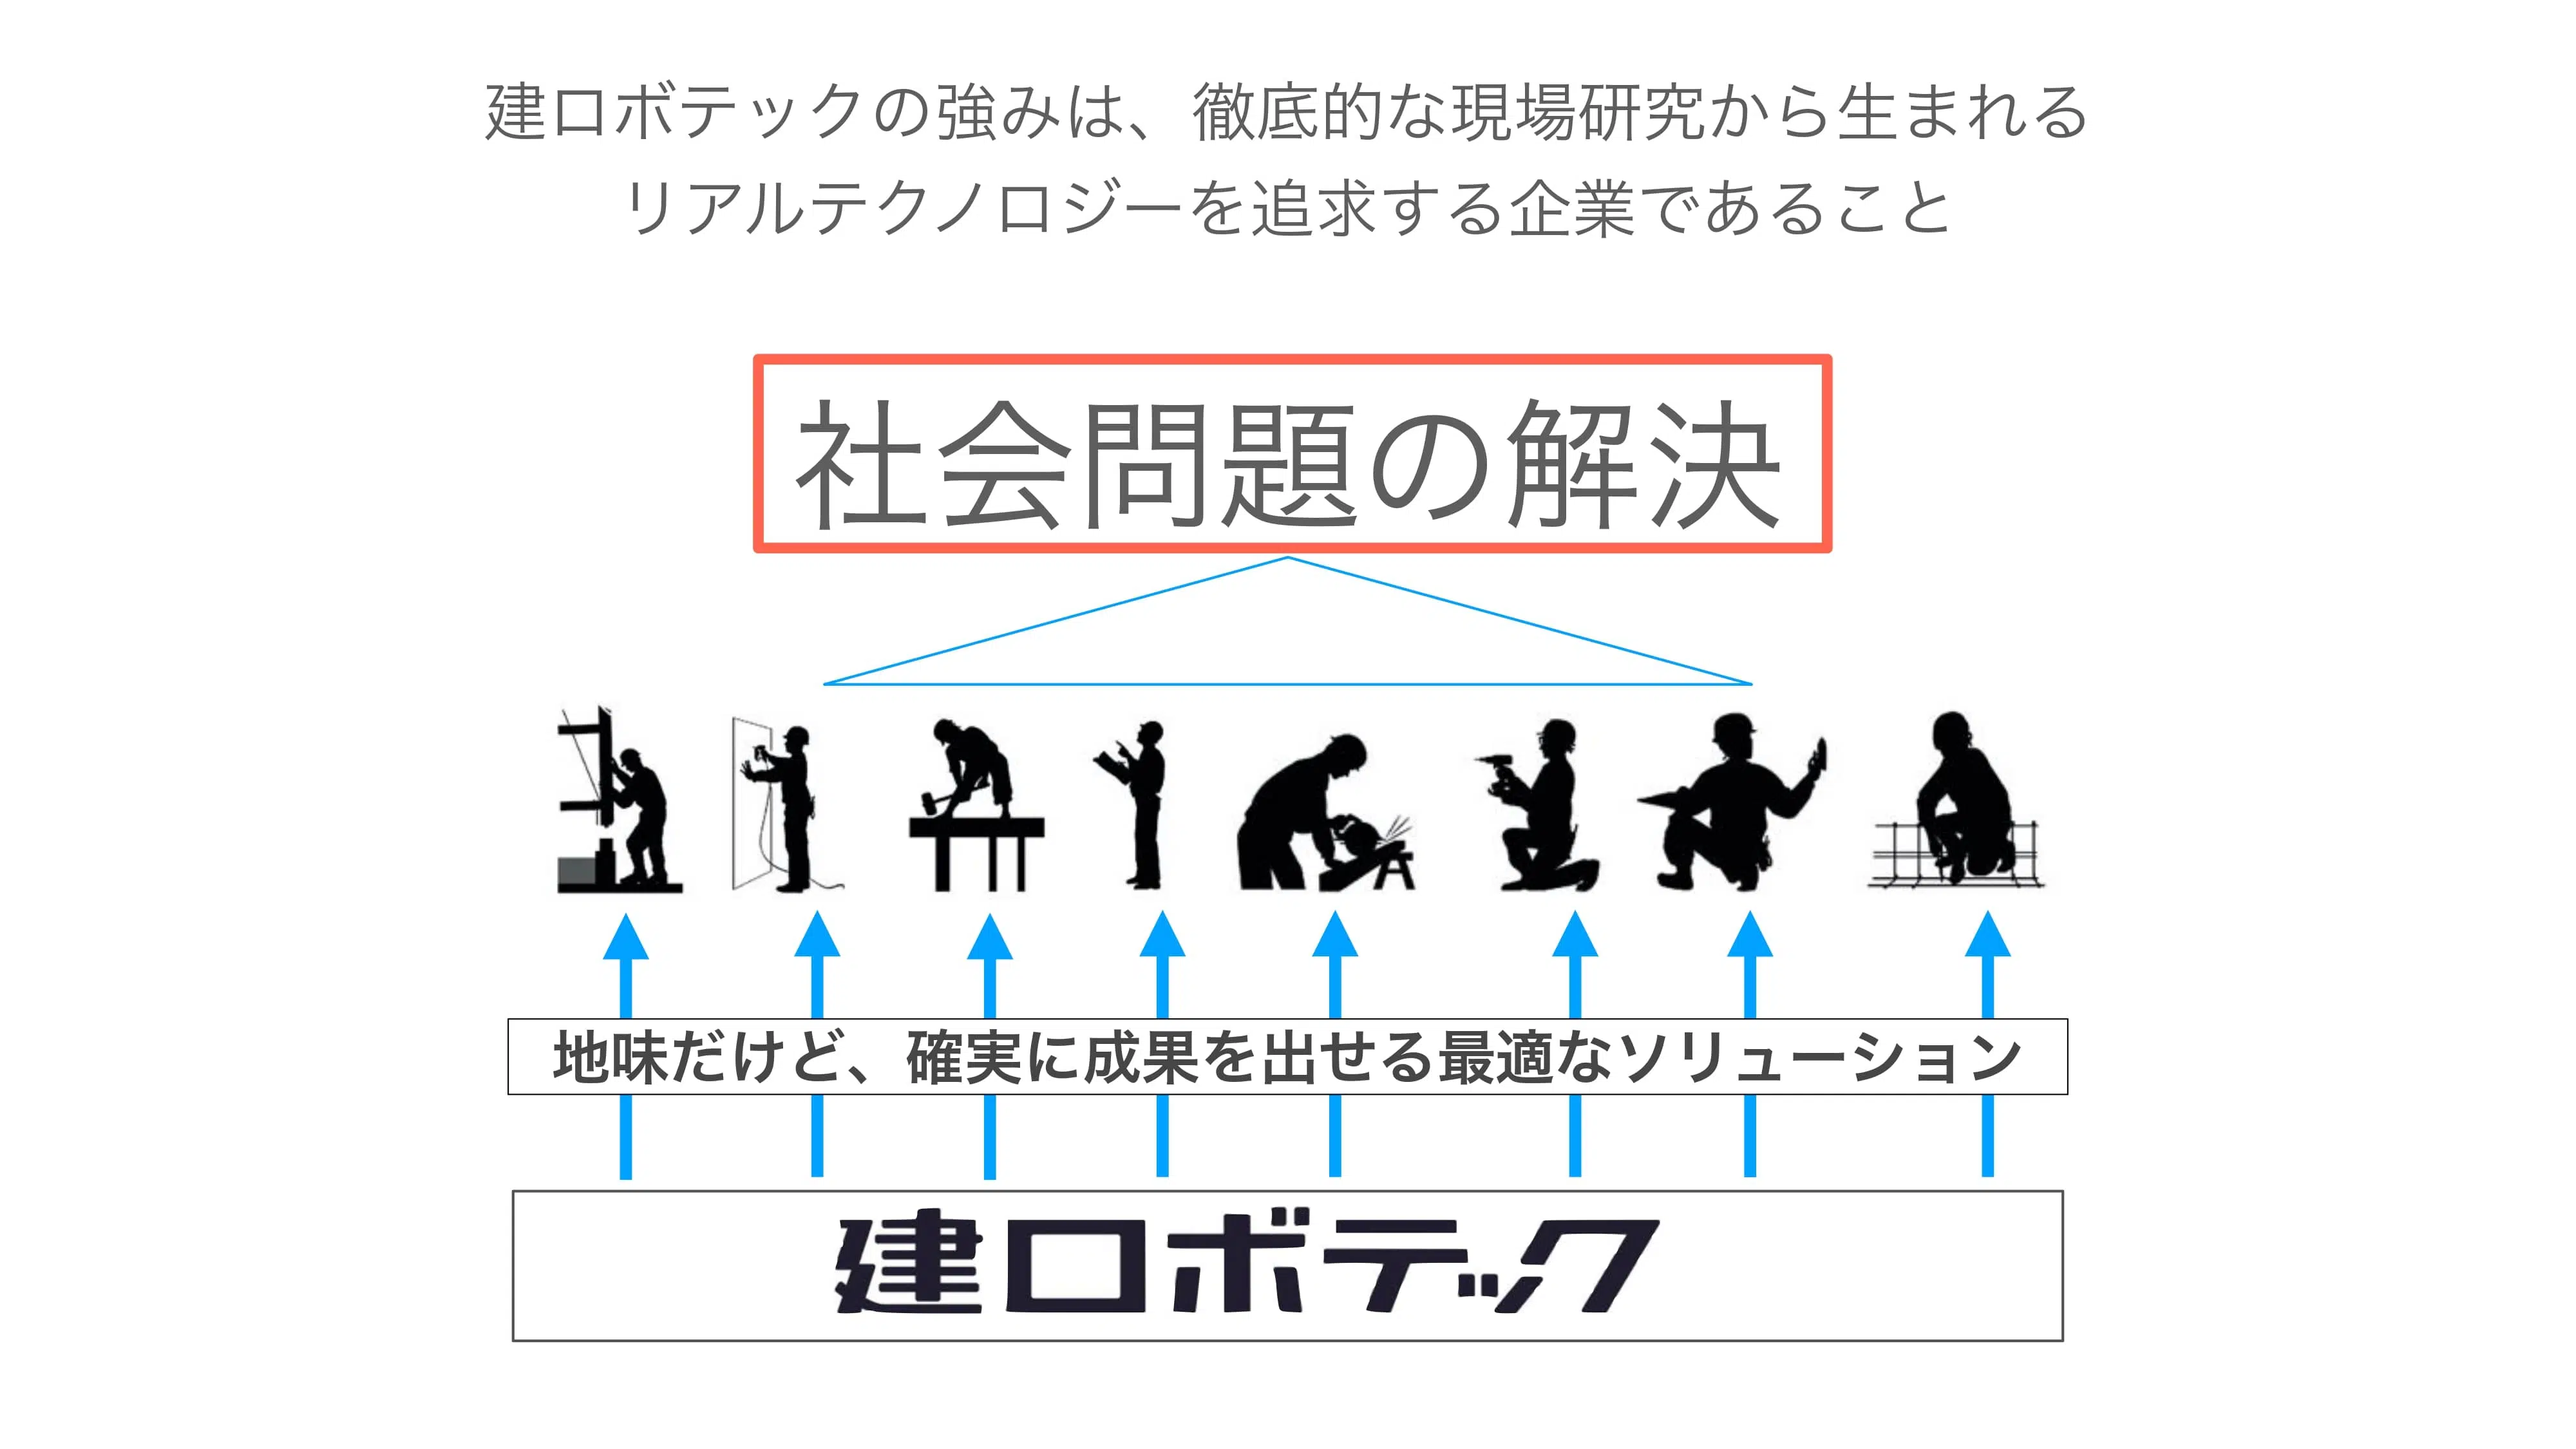 建ロボテックの強みは、徹底的な現場研究から生まれる
リアルテクノロジーを追求する企業であること
社会問題の解決
地味だけど、確実に成果を出せる最適なソリューション
建ロボテック